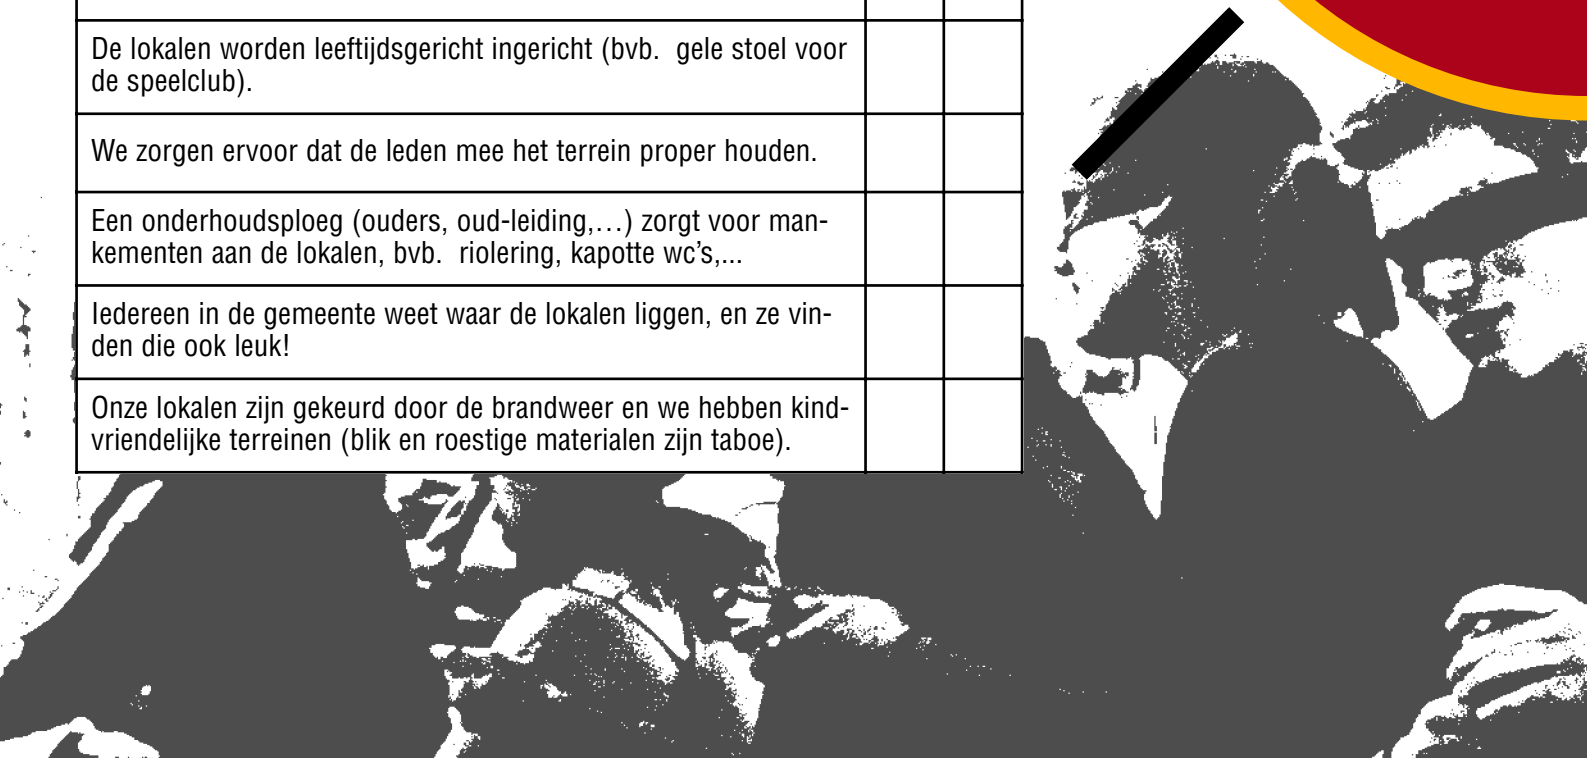 De lokalen worden leeftijdsgericht ingericht (bvb.  gele stoel voor
de speelclub).
We zorgen ervoor dat de leden mee het terrein proper houden.
Een onderhoudsploeg (ouders, oud-leiding,…) zorgt voor man-
kementen aan de lokalen, bvb.  riolering, kapotte wc’s,...
Iedereen in de gemeente weet waar de lokalen liggen, en ze vin-
den die ook leuk!
Onze lokalen zijn gekeurd door de brandweer en we hebben kind-
vriendelijke terreinen (blik en roestige materialen zijn taboe).